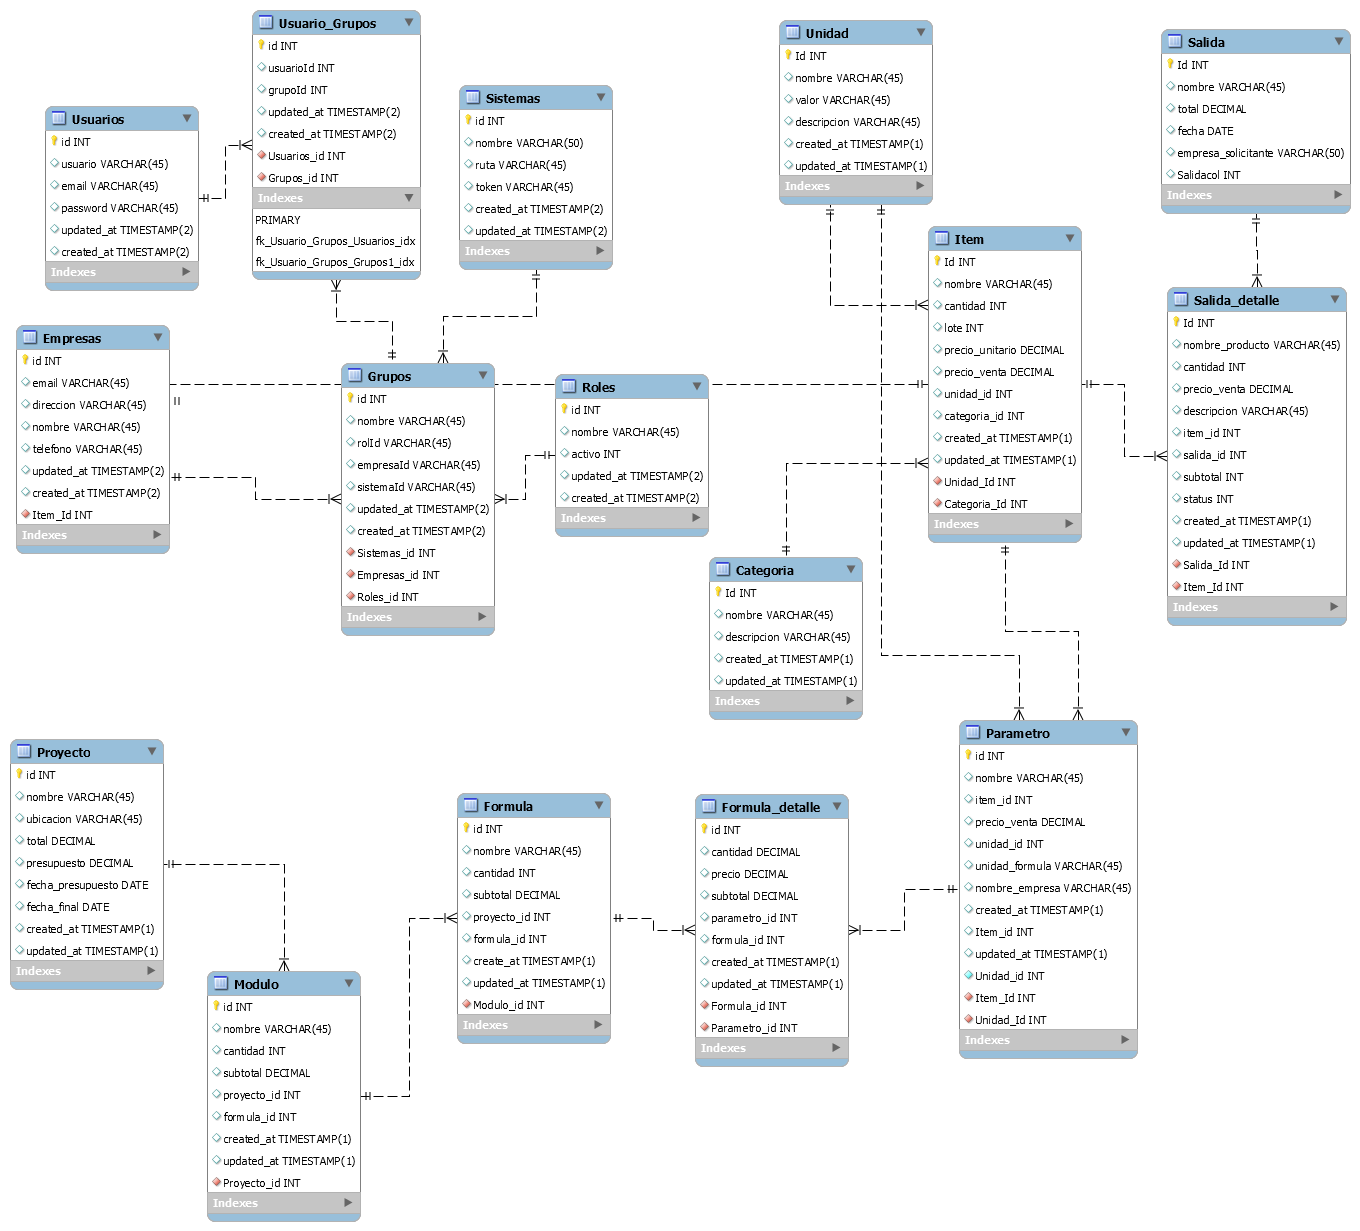 Usuario_Grupos
id INT
usuarioId INT
grupoId INT
updated_at TIMESTAMP(2)
created_at TIMESTAMP(2)
Usuarios_id INT
Grupos_id INT
Indexes
PRIMARY
fk_Usuario_Grupos_Usuarios_idx
fk_Usuario_Grupos_Grupos1_idx
Unidad
Id INT
nombre VARCHAR(45)
valor VARCHAR(45)
descripcion VARCHAR(45)
created_at TIMESTAMP(1)
updated_at TIMESTAMP(1)
Indexes
Salida
Id INT
nombre VARCHAR(45)
total DECIMAL
fecha DATE
empresa_solicitante VARCHAR(50)
Salidacol INT
Indexes
Sistemas
id INT
nombre VARCHAR(50)
ruta VARCHAR(45)
token VARCHAR(45)
created_at TIMESTAMP(2)
updated_at TIMESTAMP(2)
Indexes
Usuarios
id INT
usuario VARCHAR(45)
email VARCHAR(45)
password VARCHAR(45)
updated_at TIMESTAMP(2)
created_at TIMESTAMP(2)
Indexes
Item
Id INT
nombre VARCHAR(45)
cantidad INT
lote INT
precio_unitario DECIMAL
precio_venta DECIMAL
unidad_id INT
categoria_id INT
created_at TIMESTAMP(1)
updated_at TIMESTAMP(1)
Unidad_Id INT
Categoria_Id INT
Indexes
Salida_detalle
Id INT
nombre_producto VARCHAR(45)
cantidad INT
precio_venta DECIMAL
descripcion VARCHAR(45)
item_id INT
salida_id INT
subtotal INT
status INT
created_at TIMESTAMP(1)
updated_at TIMESTAMP(1)
Salida_Id INT
Item_Id INT
Indexes
Empresas
id INT
email VARCHAR(45)
direccion VARCHAR(45)
nombre VARCHAR(45)
telefono VARCHAR(45)
updated_at TIMESTAMP(2)
created_at TIMESTAMP(2)
Item_Id INT
Indexes
Grupos
id INT
nombre VARCHAR(45)
rolId VARCHAR(45)
empresaId VARCHAR(45)
sistemaId VARCHAR(45)
updated_at TIMESTAMP(2)
created_at TIMESTAMP(2)
Sistemas_id INT
Empresas_id INT
Roles_id INT
Indexes
Roles
id INT
nombre VARCHAR(45)
activo INT
updated_at TIMESTAMP(2)
created_at TIMESTAMP(2)
Indexes
Categoria
Id INT
nombre VARCHAR(45)
descripcion VARCHAR(45)
created_at TIMESTAMP(1)
updated_at TIMESTAMP(1)
Indexes
Proyecto
id INT
nombre VARCHAR(45)
ubicacion VARCHAR(45)
total DECIMAL
presupuesto DECIMAL
fecha_presupuesto DATE
fecha_final DATE
created_at TIMESTAMP(1)
updated_at TIMESTAMP(1)
Indexes
Modulo
id INT
nombre VARCHAR(45)
cantidad INT
subtotal DECIMAL
proyecto_id INT
formula_id INT
created_at TIMESTAMP(1)
updated_at TIMESTAMP(1)
Proyecto_id INT
Indexes
Formula
id INT
nombre VARCHAR(45)
cantidad INT
subtotal DECIMAL
proyecto_id INT
formula_id INT
create_at TIMESTAMP(1)
updated_at TIMESTAMP(1)
Modulo_id INT
Indexes
Formula_detalle
id INT
cantidad DECIMAL
precio DECIMAL
subtotal DECIMAL
parametro_id INT
formula_id INT
created_at TIMESTAMP(1)
updated_at TIMESTAMP(1)
Formula_id INT
Parametro_id INT
Indexes
Parametro
id INT
nombre VARCHAR(45)
item_id INT
precio_venta DECIMAL
unidad_id INT
unidad_formula VARCHAR(45)
nombre_empresa VARCHAR(45)
created_at TIMESTAMP(1)
Item_id INT
updated_at TIMESTAMP(1)
Unidad_id INT
Item_Id INT
Unidad_Id INT
Indexes